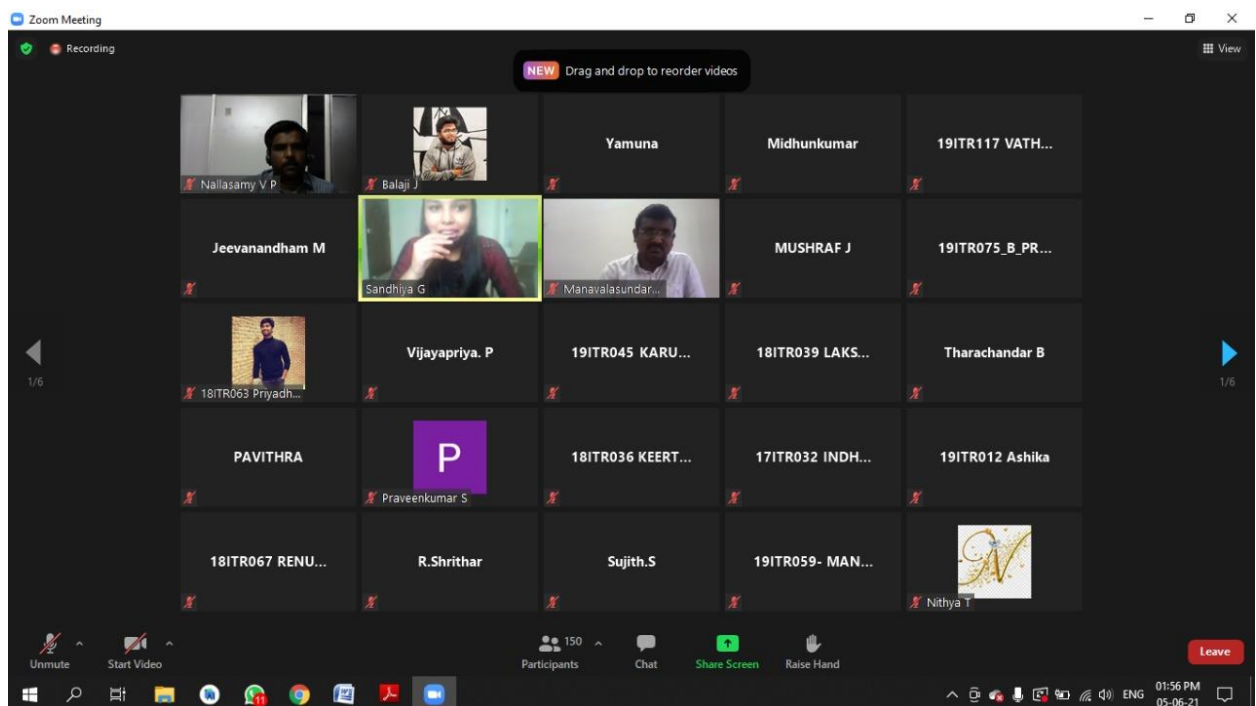 Zoom Meeting
Recording
View
NEW Drag and drop to reorder videos
Nallasamy V P
Balaji J
Yamuna
Midhunkumar
19ITR117 VATH...
Jeevanandham M
Sandhiya G
Manavalasundar...
MUSHRAF J
19ITR075_B_PR...
18ITR063 Priyadh...
Vijayapriya. P
19ITR045 KARU...
18ITR039 LAKS...
Tharachandar B
1/6
1/6
PAVITHRA
P
Praveenkumar S
18ITR036 KEERT...
17ITR032 INDH...
19ITR012 Ashika
18ITR067 RENU...
R.Shrithar
Sujith.S
19ITR059- MAN...
N
Nithya T
Unmute
Start Video
150
Participants
Chat
Share Screen
Raise Hand
Leave
11
ENG
01:56 PM
05-06-21